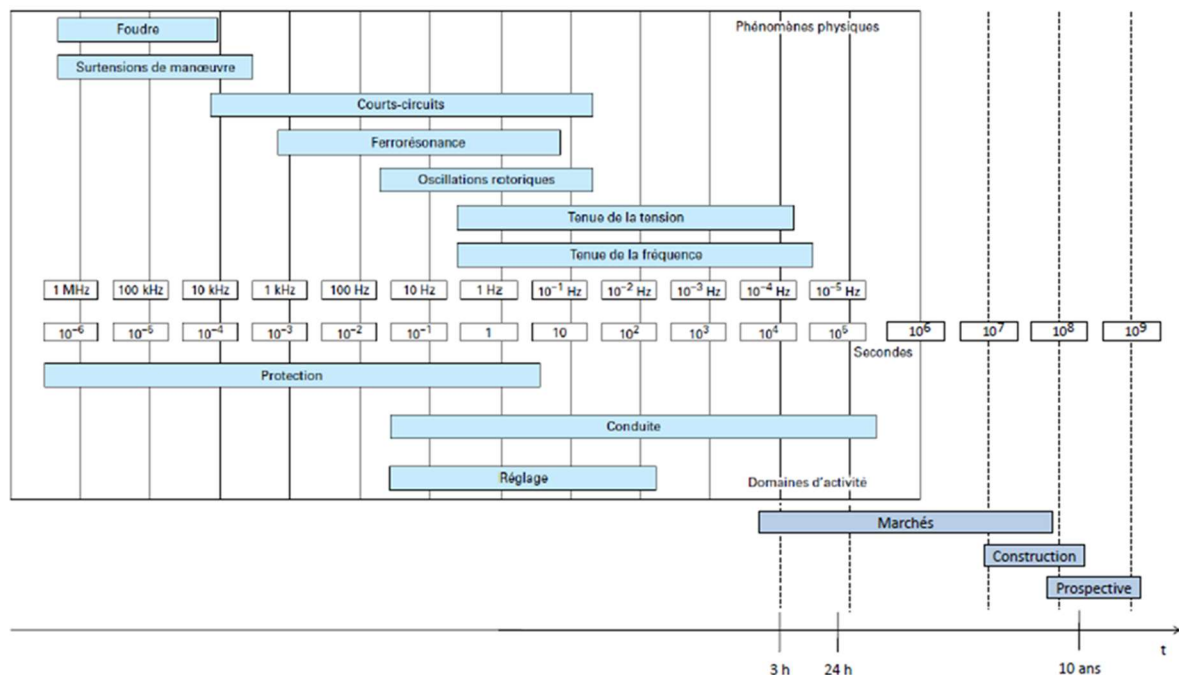 Foudre
Phénomènes physiques
Surtensions de manœuvre
Courts-circuits
Ferrorésonance
Oscillations rotoriques
Tenue de la tension
Tenue de la fréquence
1 MHz 100 kHz 10 kHz 1 kHz 100 Hz 10 Hz 1 Hz 10⁻¹ Hz 10⁻² Hz 10⁻³ Hz 10⁻⁴ Hz 10⁻⁵ Hz
10⁻⁶ 10⁻⁵ 10⁻⁴ 10⁻³ 10⁻² 10⁻¹ 1 10 10² 10³ 10⁴ 10⁵ 10⁶ 10⁷ 10⁸ 10⁹
Secondes
Protection
Conduite
Réglage
Domaines d'activité
Marchés
Construction
Prospective
t
3 h 24 h 10 ans